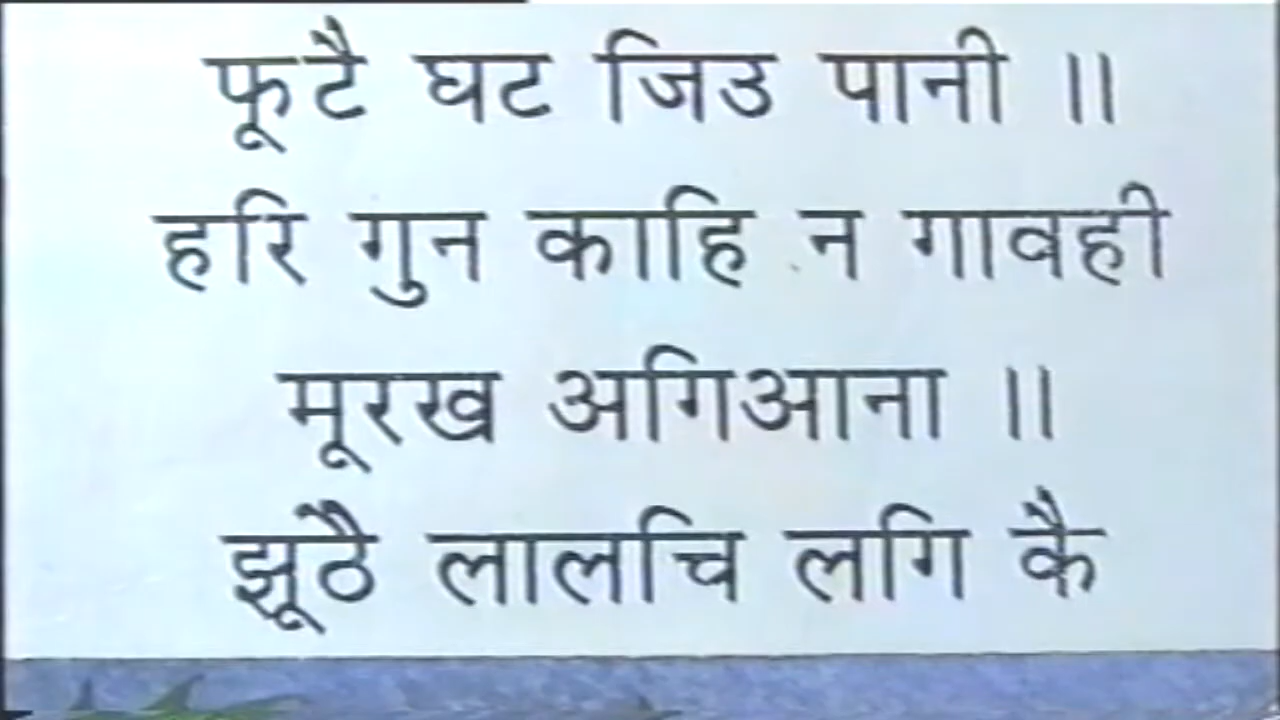 फूटै घट जिउ पानी ॥
हरि गुन काहि न गावही
मूरख अगिआना ॥
झूठै लालचि लगि कै